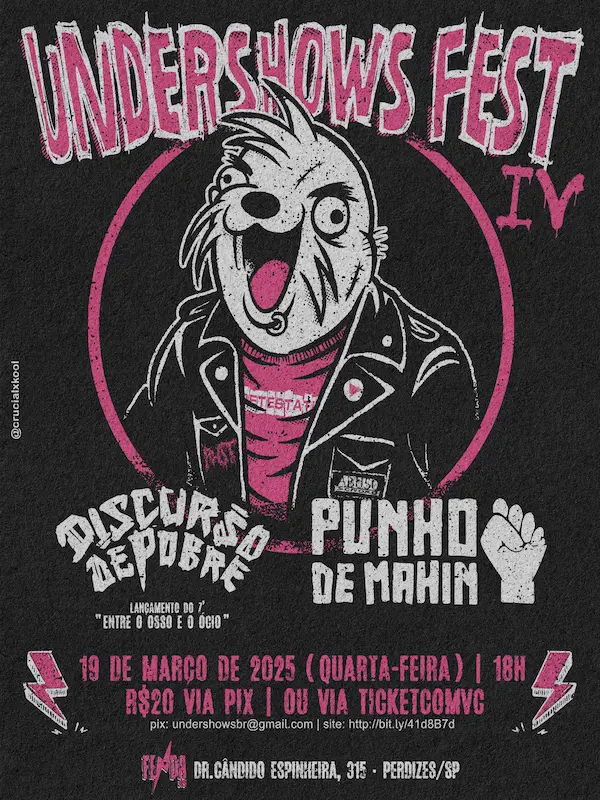 UNDERSHOWS FEST
IV
@crucialxkool
DISCURSO
DE POBRE
LANÇAMENTO DO 7"
"ENTRE O OSSO E O ÓCIO"
PUNHO
DE MAHIN
19 DE MARÇO DE 2025 (QUARTA-FEIRA) | 18H
R$20 VIA PIX | OU VIA TICKETCOMVC
pix: undershowsbr@gmail.com | site: http://bit.ly/41d8B7d
FENDA DR.CÂNDIDO ESPINHEIRA, 315 - PERDIZES/SP